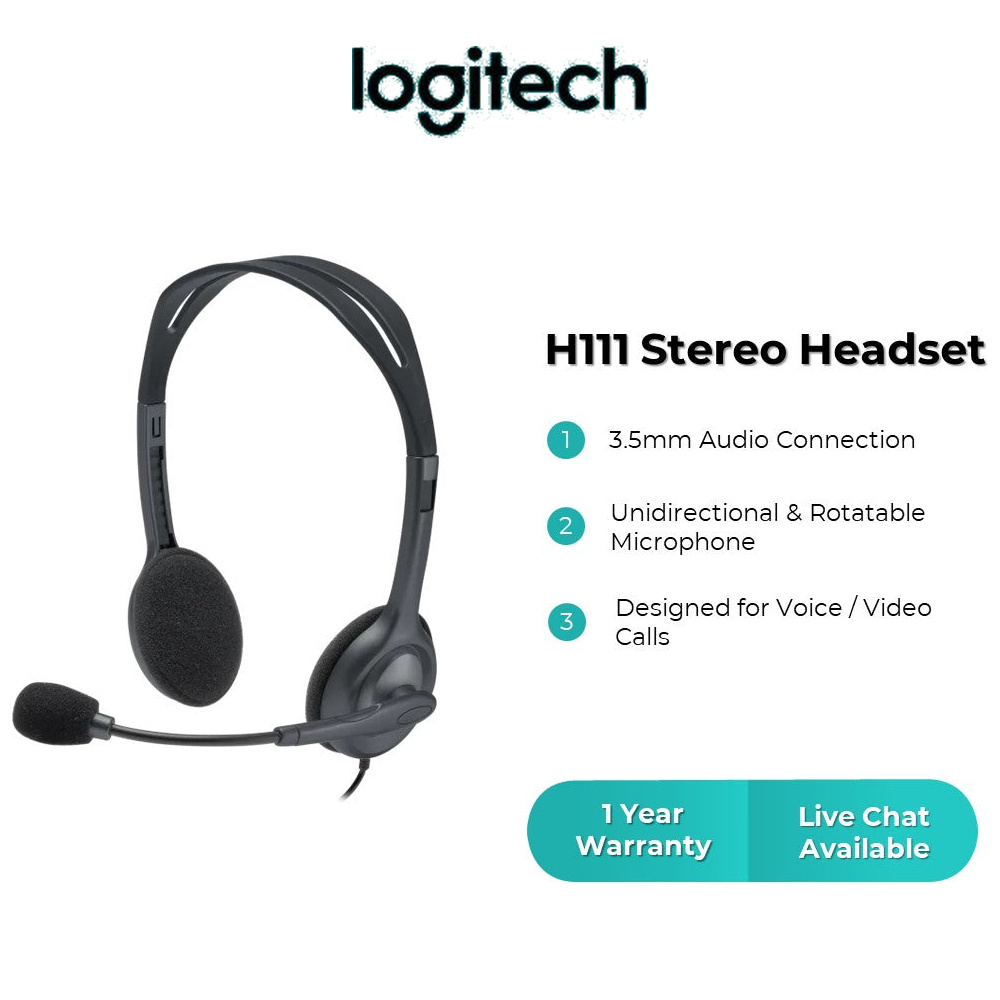 logitech
H111 Stereo Headset
1 3.5mm Audio Connection
2 Unidirectional & Rotatable
Microphone
3 Designed for Voice / Video
Calls
1 Year
Warranty
Live Chat
Available